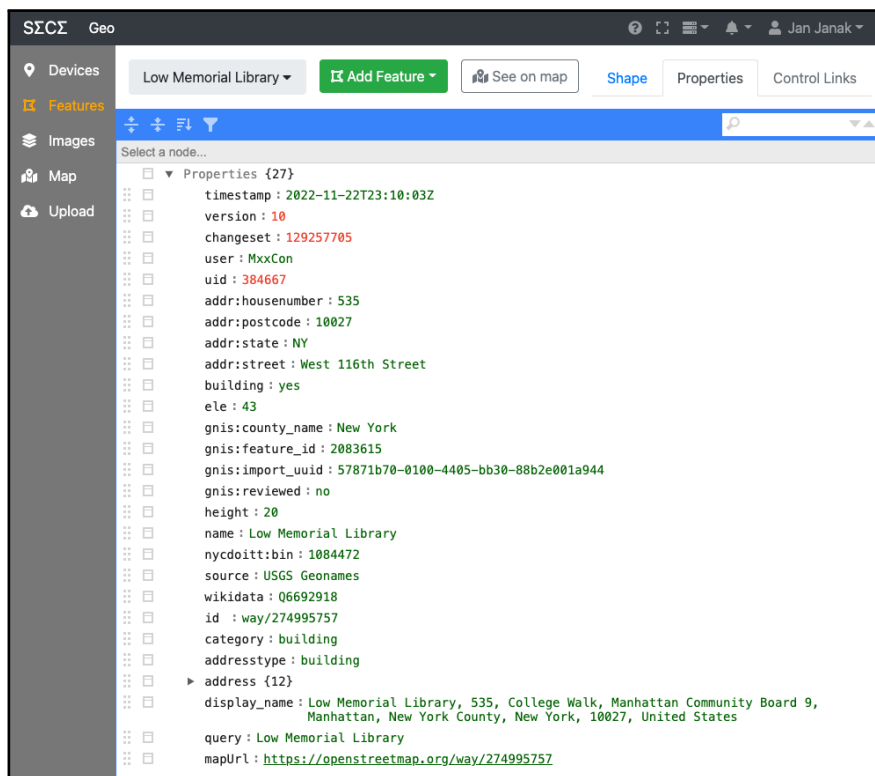 SΣCΣ Geo Jan Janak
Devices
Features
Images
Map
Upload
Low Memorial Library Add Feature See on map Shape Properties Control Links
Select a node...
Properties {27}
timestamp : 2022-11-22T23:10:03Z
version : 10
changeset : 129257705
user : MxxCon
uid : 384667
addr:housenumber : 535
addr:postcode : 10027
addr:state : NY
addr:street : West 116th Street
building : yes
ele : 43
gnis:county_name : New York
gnis:feature_id : 2083615
gnis:import_uuid : 57871b70-0100-4405-bb30-88b2e001a944
gnis:reviewed : no
height : 20
name : Low Memorial Library
nycdoitt:bin : 1084472
source : USGS Geonames
wikidata : Q6692918
id : way/274995757
category : building
addresstype : building
address {12}
display_name : Low Memorial Library, 535, College Walk, Manhattan Community Board 9,
Manhattan, New York County, New York, 10027, United States
query : Low Memorial Library
mapUrl : https://openstreetmap.org/way/274995757